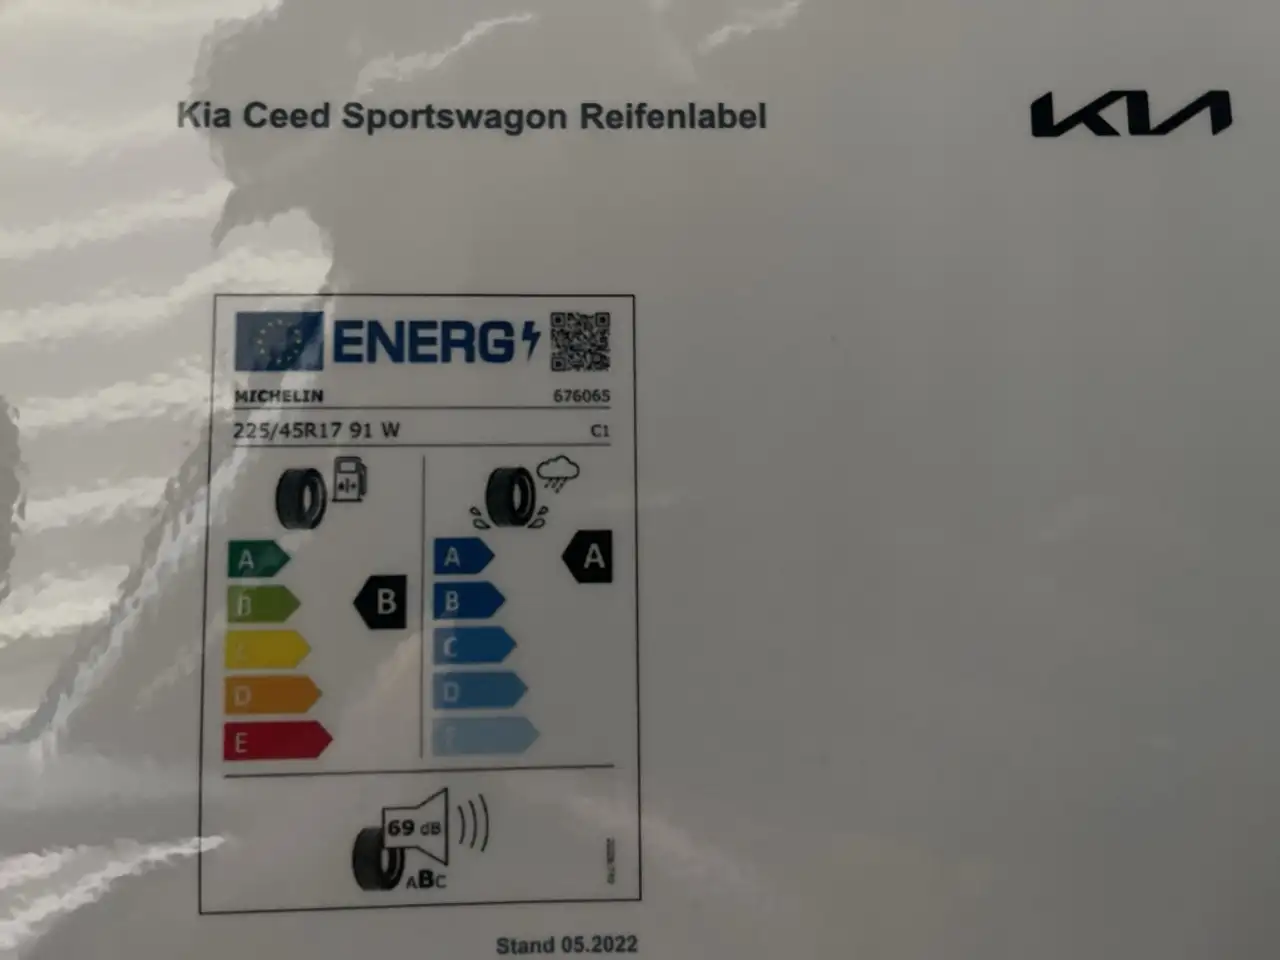 Kia Ceed Sportswagon Reifenlabel
KIA
ENERG
MICHELIN 676065
225/45R17 91 W C1
A A A
B B B
C
D D
E
69 dB
ABC
Stand 05.2022